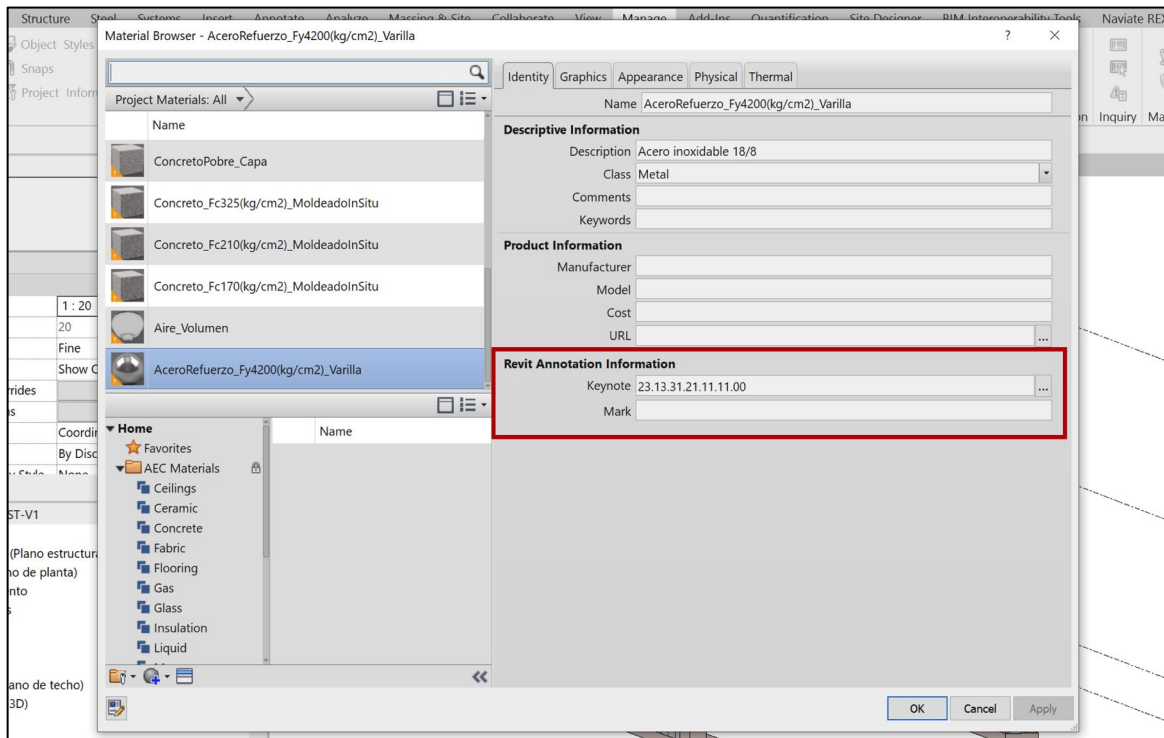 Structure Steel Systems Insert Annotate Analyze Massing & Site Collaborate View Manage Add-Ins Quantification Site Designer BIM Interoperability Tools Naviate REX
Material Browser - AceroRefuerzo_Fy4200(kg/cm2)_Varilla ? ×
Object Styles
Snaps
Project Inform
Inquiry Ma
Identity Graphics Appearance Physical Thermal
Project Materials: All
Name AceroRefuerzo_Fy4200(kg/cm2)_Varilla
Name
Descriptive Information
Description Acero inoxidable 18/8
ConcretoPobre_Capa
Class Metal
Comments
Concreto_Fc325(kg/cm2)_MoldeadoInSitu
Keywords
Concreto_Fc210(kg/cm2)_MoldeadoInSitu
Product Information
Manufacturer
Concreto_Fc170(kg/cm2)_MoldeadoInSitu
Model
1 : 20
Cost
20
Aire_Volumen
URL ...
Fine
Show C
AceroRefuerzo_Fy4200(kg/cm2)_Varilla
Revit Annotation Information
Keynote 23.13.31.21.11.11.00 ...
rrides
Mark
Coordin
Home
Name
By Disc
Favorites
AEC Materials
Ceilings
Ceramic
Concrete
Fabric
Flooring
Gas
Glass
Insulation
Liquid
ST-V1
(Plano estructura
no de planta)
nto
ano de techo)
3D)
OK Cancel Apply